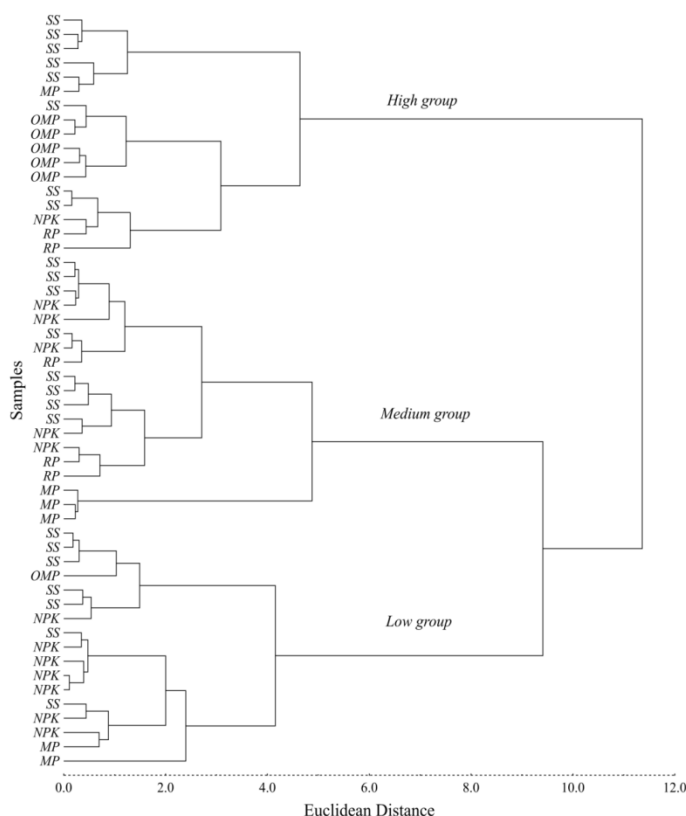 SS
SS
SS
SS
SS
MP
SS
OMP
OMP
OMP
OMP
OMP
SS
SS
NPK
RP
RP
SS
SS
SS
NPK
NPK
SS
NPK
RP
SS
SS
SS
SS
NPK
NPK
RP
RP
MP
MP
MP
SS
SS
SS
OMP
SS
SS
NPK
SS
NPK
NPK
NPK
NPK
SS
NPK
NPK
MP
MP
High group
Medium group
Low group
Samples
0.0 2.0 4.0 6.0 8.0 10.0 12.0
Euclidean Distance